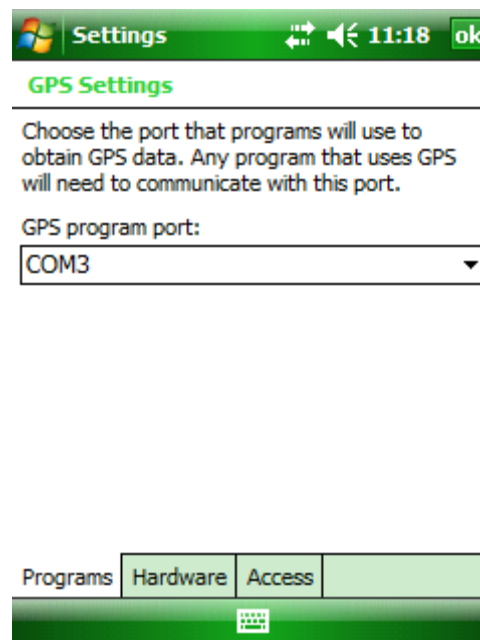 Settings 11:18 ok
GPS Settings
Choose the port that programs will use to
obtain GPS data. Any program that uses GPS
will need to communicate with this port.
GPS program port:
COM3
Programs Hardware Access